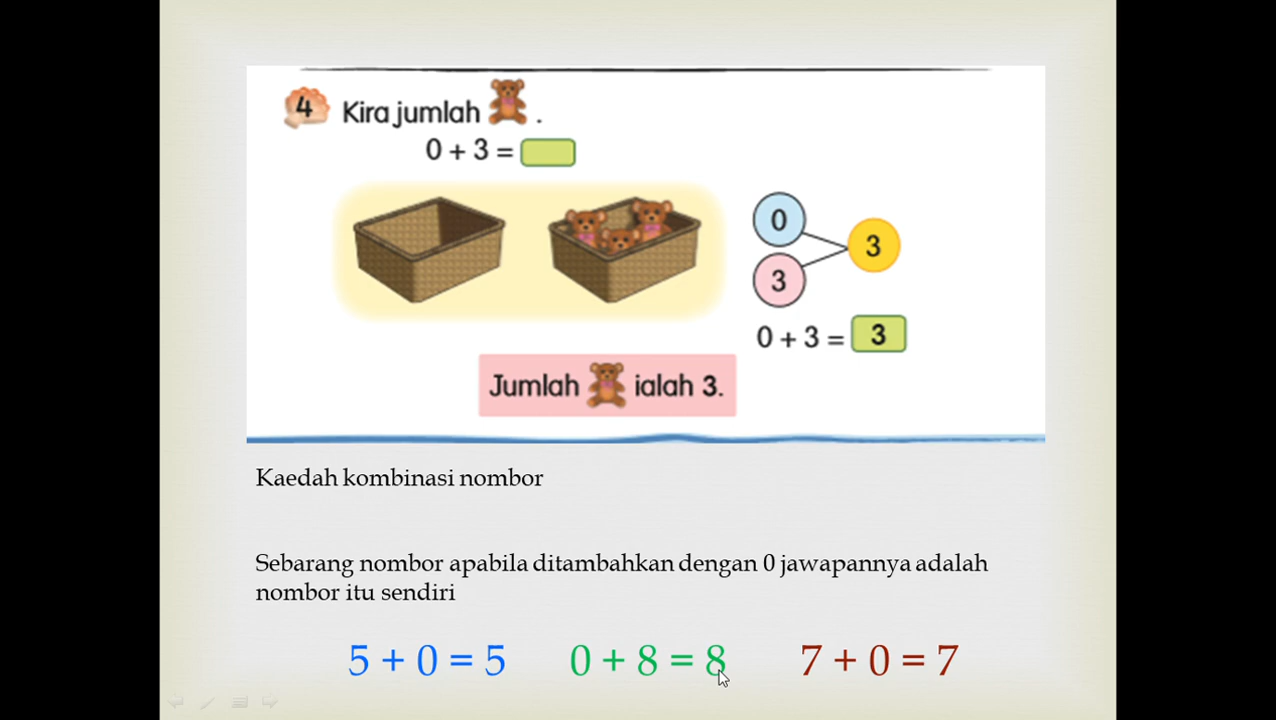 4 Kira jumlah .
0 + 3 =
0
3
3
0 + 3 = 3
Jumlah ialah 3.
Kaedah kombinasi nombor
Sebarang nombor apabila ditambahkan dengan 0 jawapannya adalah
nombor itu sendiri
5 + 0 = 5 0 + 8 = 8 7 + 0 = 7